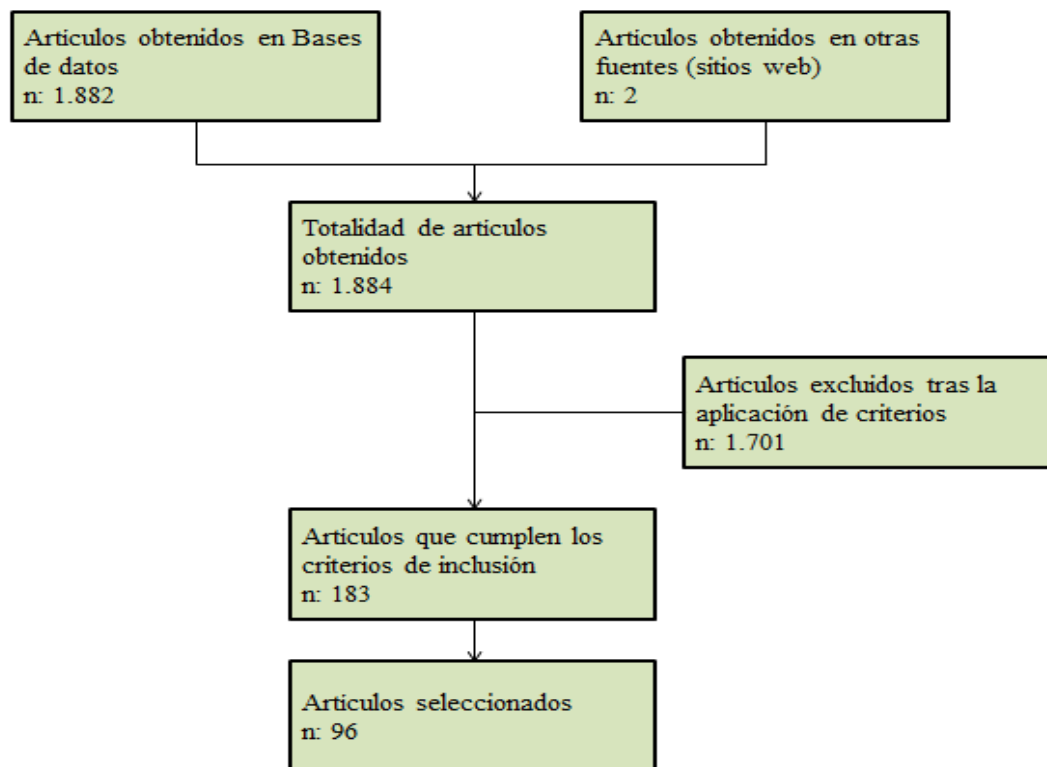 Artículos obtenidos en Bases
de datos
n: 1.882
Artículos obtenidos en otras
fuentes (sitios web)
n: 2
Totalidad de artículos
obtenidos
n: 1.884
Artículos excluidos tras la
aplicación de criterios
n: 1.701
Artículos que cumplen los
criterios de inclusión
n: 183
Artículos seleccionados
n: 96